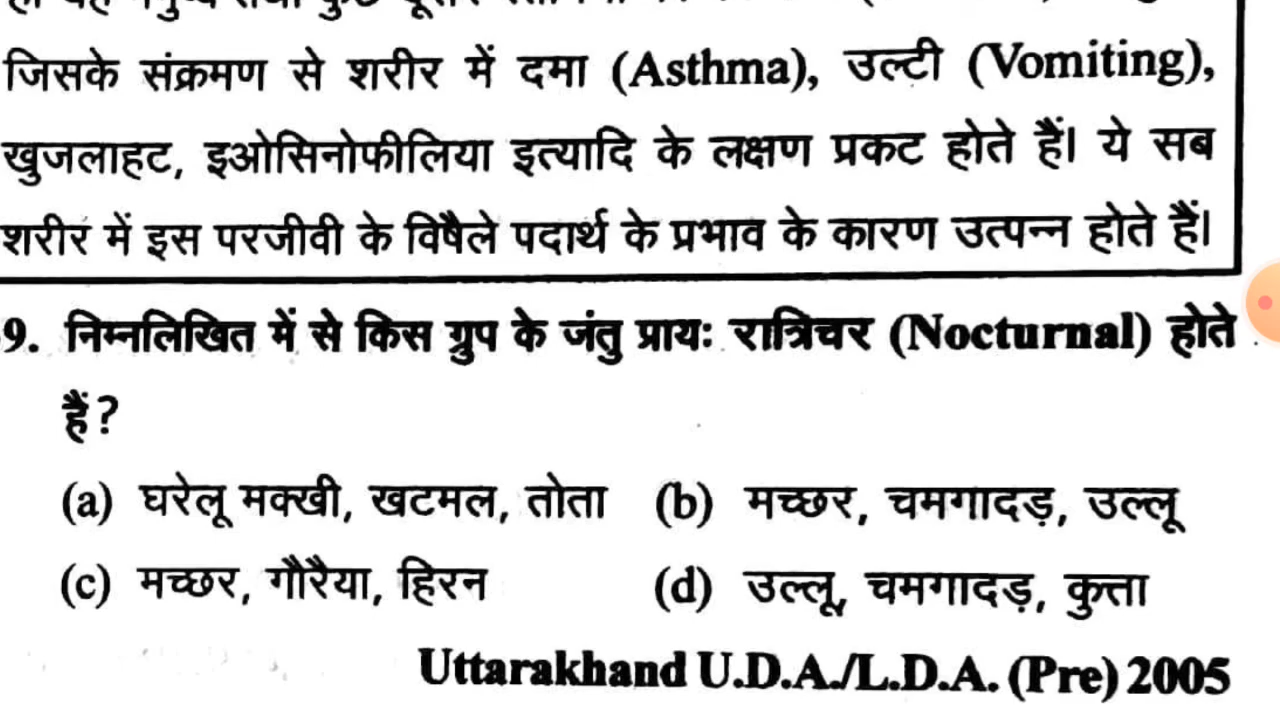 जिसके संक्रमण से शरीर में दमा (Asthma), उल्टी (Vomiting),
खुजलाहट, इओसिनोफीलिया इत्यादि के लक्षण प्रकट होते हैं। ये सब
शरीर में इस परजीवी के विषैले पदार्थ के प्रभाव के कारण उत्पन्न होते हैं।
9. निम्नलिखित में से किस ग्रुप के जंतु प्रायः रात्रिचर (Nocturnal) होते
हैं?
(a) घरेलू मक्खी, खटमल, तोता (b) मच्छर, चमगादड़, उल्लू
(c) मच्छर, गौरैया, हिरन (d) उल्लू, चमगादड़, कुत्ता
Uttarakhand U.D.A./L.D.A. (Pre) 2005